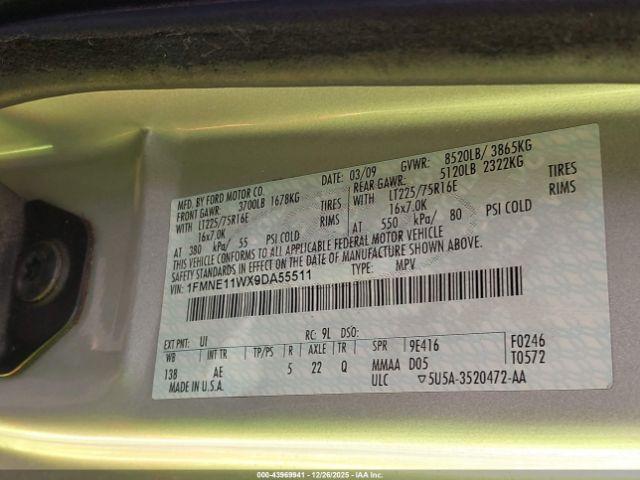 MFD. BY FORD MOTOR CO.
03/09 GVWR: 8520LB/ 3865KG
FRONT GAWR: 3700LB 1678KG
REAR GAWR: 5120LB 2322KG
WITH LT225/75R16E TIRES
WITH LT225/75R16E TIRES
16x7.0K RIMS
16x7.0K RIMS
AT 380 kPa/ 55 PSI COLD
AT 550 kPa/ 80 PSI COLD
THIS VEHICLE CONFORMS TO ALL APPLICABLE FEDERAL MOTOR VEHICLE
SAFETY STANDARDS IN EFFECT ON THE DATE OF MANUFACTURE SHOWN ABOVE.
VIN: 1FMNE11WX9DA55511
TYPE: MPV
EXT PNT: UI RC: 9L DSO:
F0246
T0572
WB INT TR TP/PS R AXLE TR SPR 9E416
138 AE 5 22 Q MMAA D05
MADE IN U.S.A. ULC ▽5U5A-3520472-AA
000-43969941 - 12/26/2025 - IAAI.com